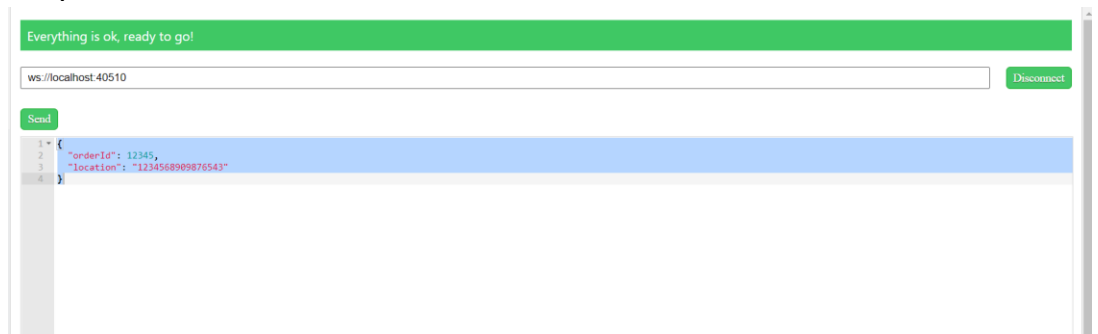 Everything is ok, ready to go!
ws://localhost:40510
Disconnect
Send
1 {
2 "orderId": 12345,
3 "location": "1234568909876543"
4 }